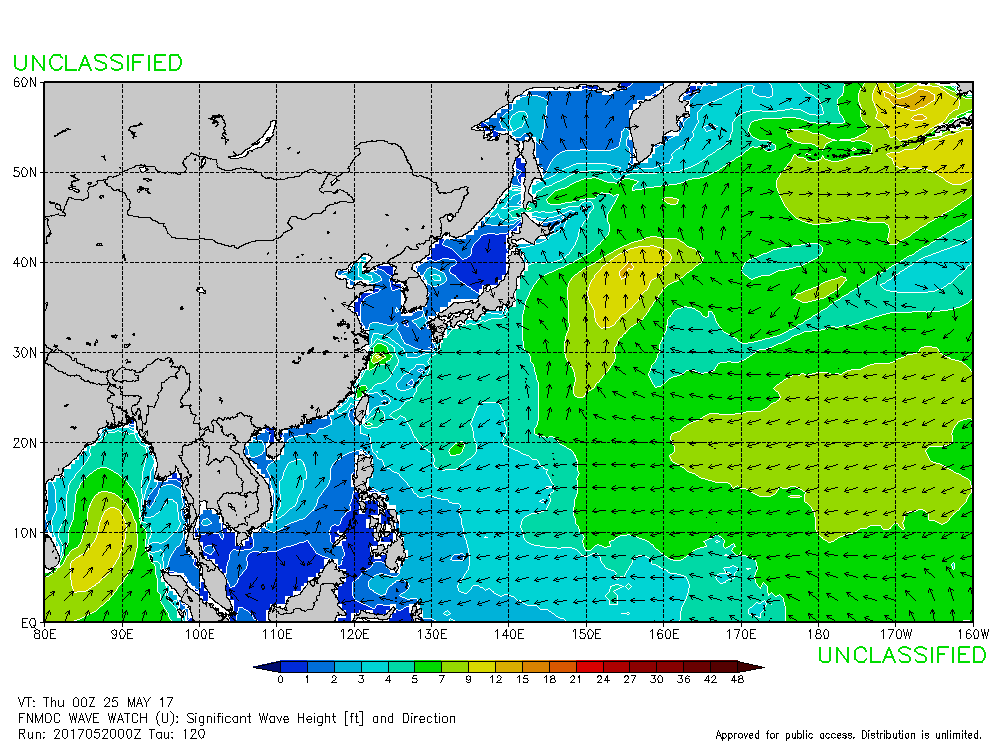 UNCLASSIFIED
60N
50N
40N
30N
20N
10N
EQ
80E 90E 100E 110E 120E 130E 140E 150E 160E 170E 180 170W 160W
UNCLASSIFIED
0 1 2 3 4 5 7 9 12 15 18 21 24 27 30 36 42 48
VT: Thu 00Z 25 MAY 17
FNMOC WAVE WATCH (U): Significant Wave Height [ft] and Direction
Run: 2017052000Z Tau: 120
Approved for public access. Distribution is unlimited.